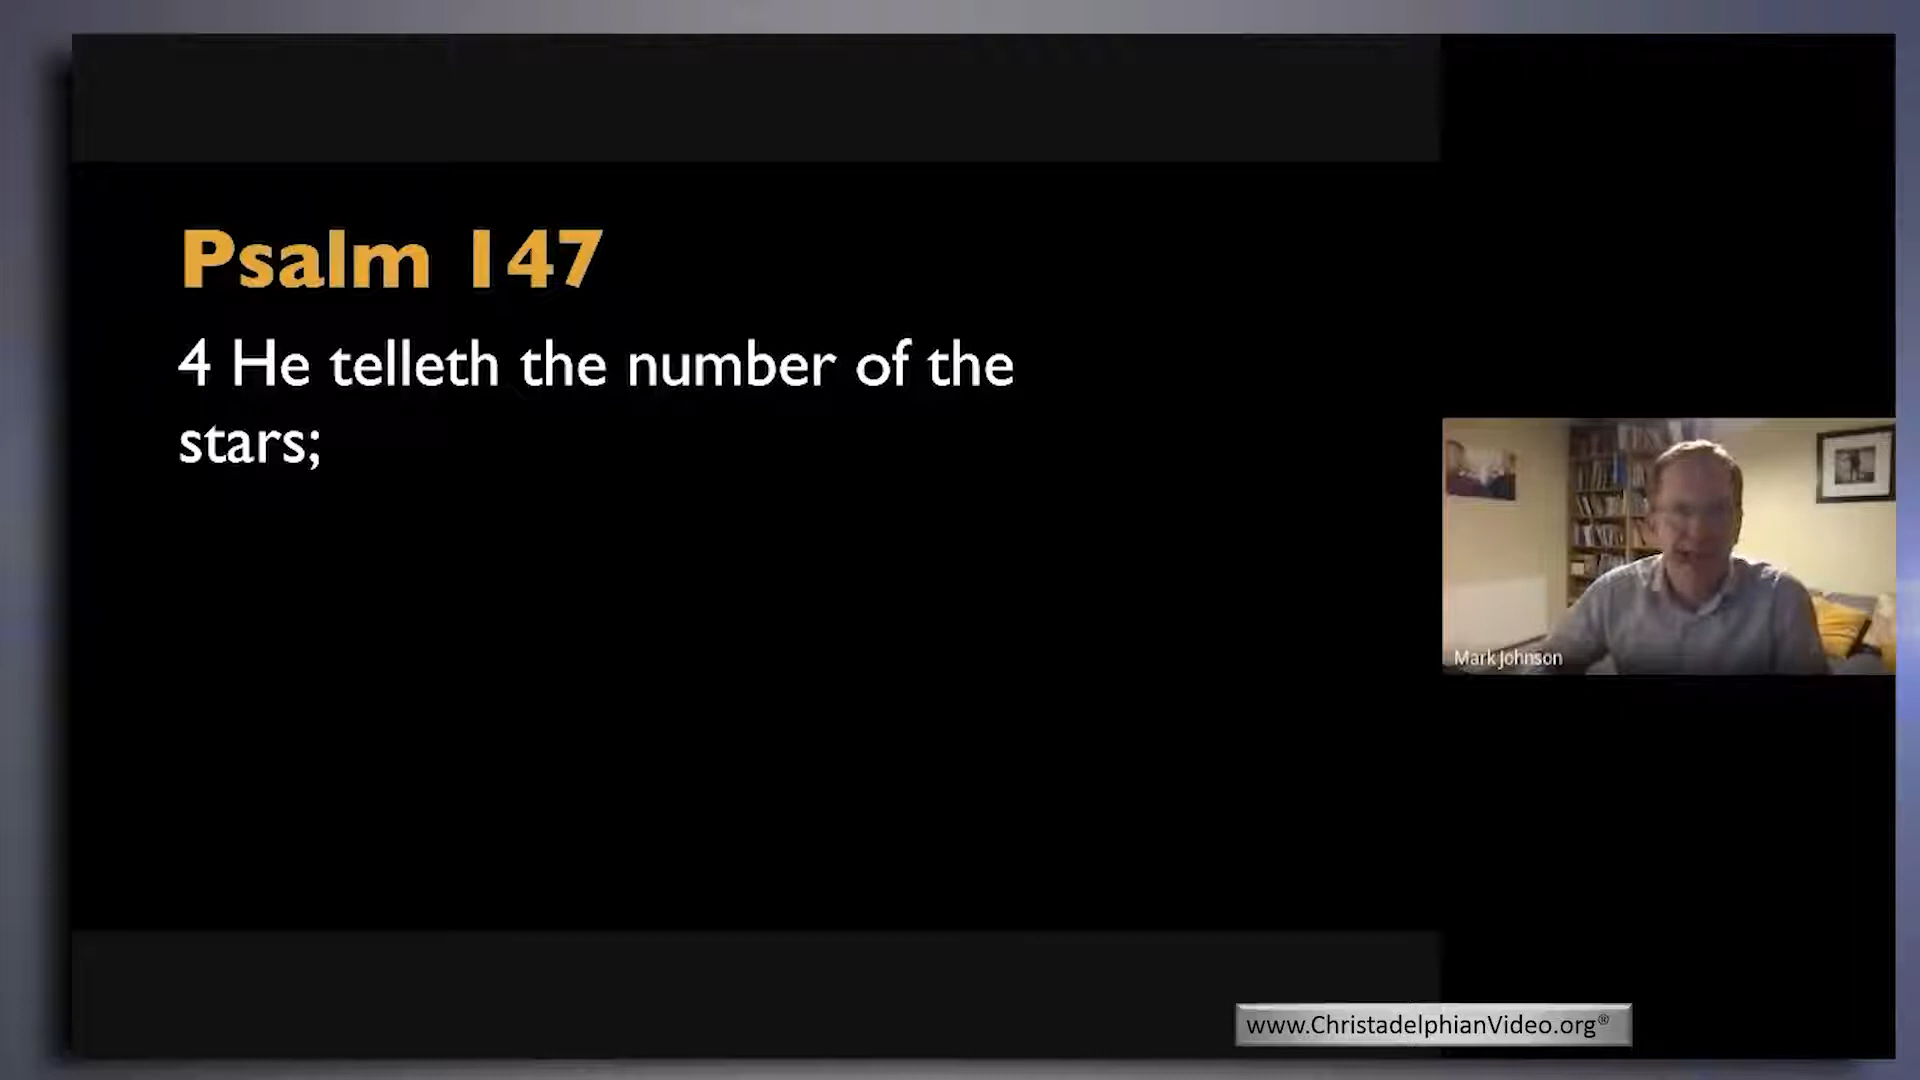 Psalm 147
4 He telleth the number of the
stars;
Mark Johnson
www.ChristadelphianVideo.org®